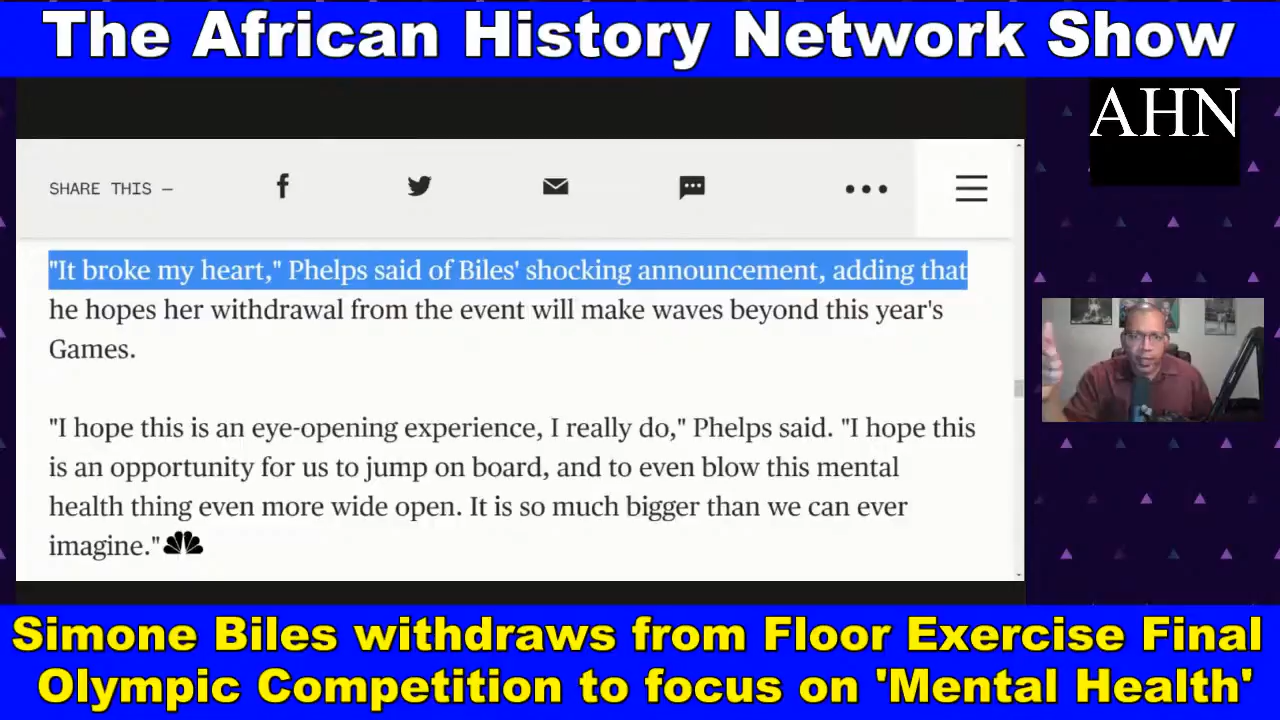 The African History Network Show
AHN
SHARE THIS —
"It broke my heart," Phelps said of Biles' shocking announcement, adding that
he hopes her withdrawal from the event will make waves beyond this year's
Games.
"I hope this is an eye-opening experience, I really do," Phelps said. "I hope this
is an opportunity for us to jump on board, and to even blow this mental
health thing even more wide open. It is so much bigger than we can ever
imagine."
Simone Biles withdraws from Floor Exercise Final
Olympic Competition to focus on 'Mental Health'